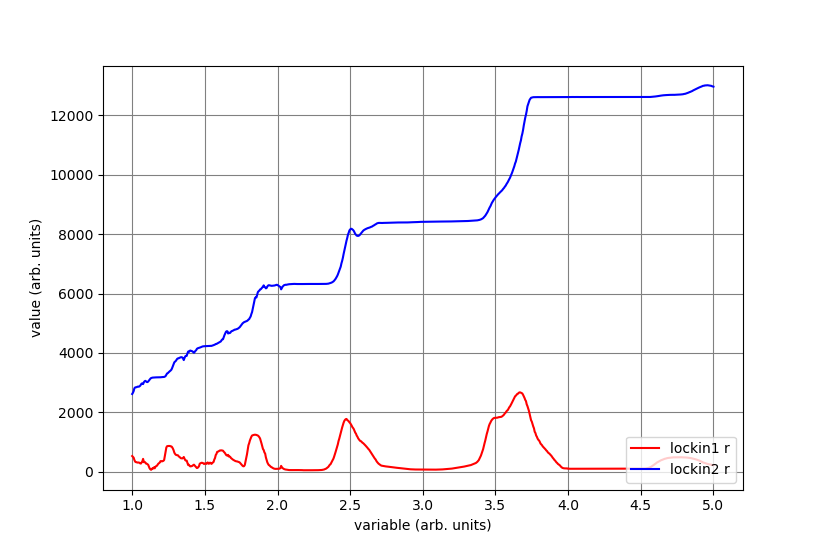 12000
10000
8000
6000
4000
2000
0
value (arb. units)
1.0 1.5 2.0 2.5 3.0 3.5 4.0 4.5 5.0
variable (arb. units)
lockin1 r
lockin2 r